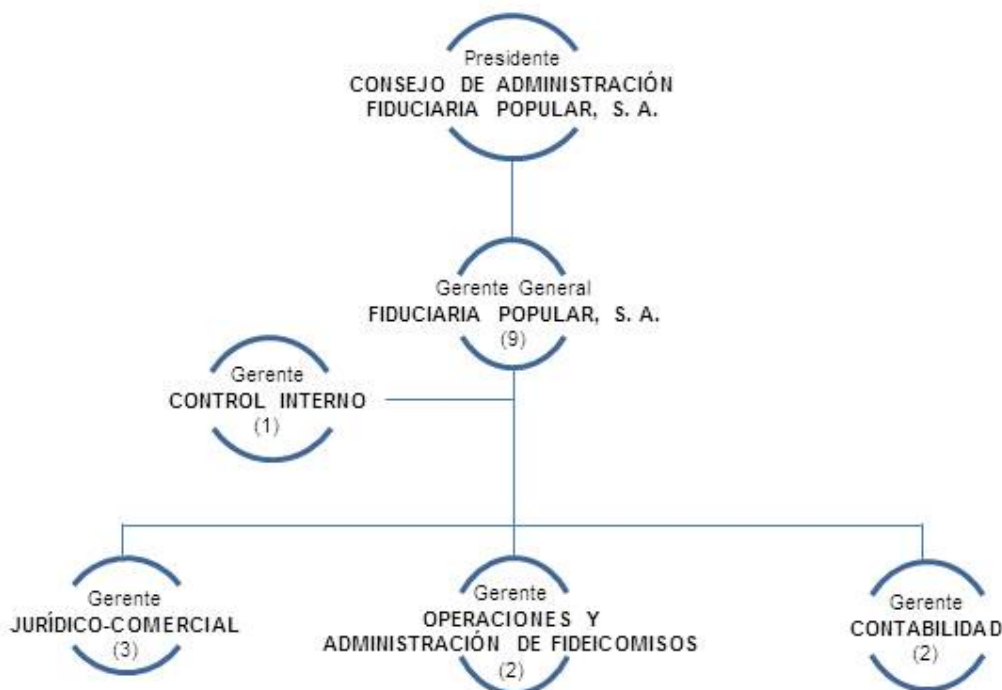 Presidente
CONSEJO DE ADMINISTRACIÓN
FIDUCIARIA POPULAR, S. A.
Gerente General
FIDUCIARIA POPULAR, S. A.
(9)
Gerente
CONTROL INTERNO
(1)
Gerente
JURÍDICO-COMERCIAL
(3)
Gerente
OPERACIONES Y
ADMINISTRACIÓN DE FIDEICOMISOS
(2)
Gerente
CONTABILIDAD
(2)